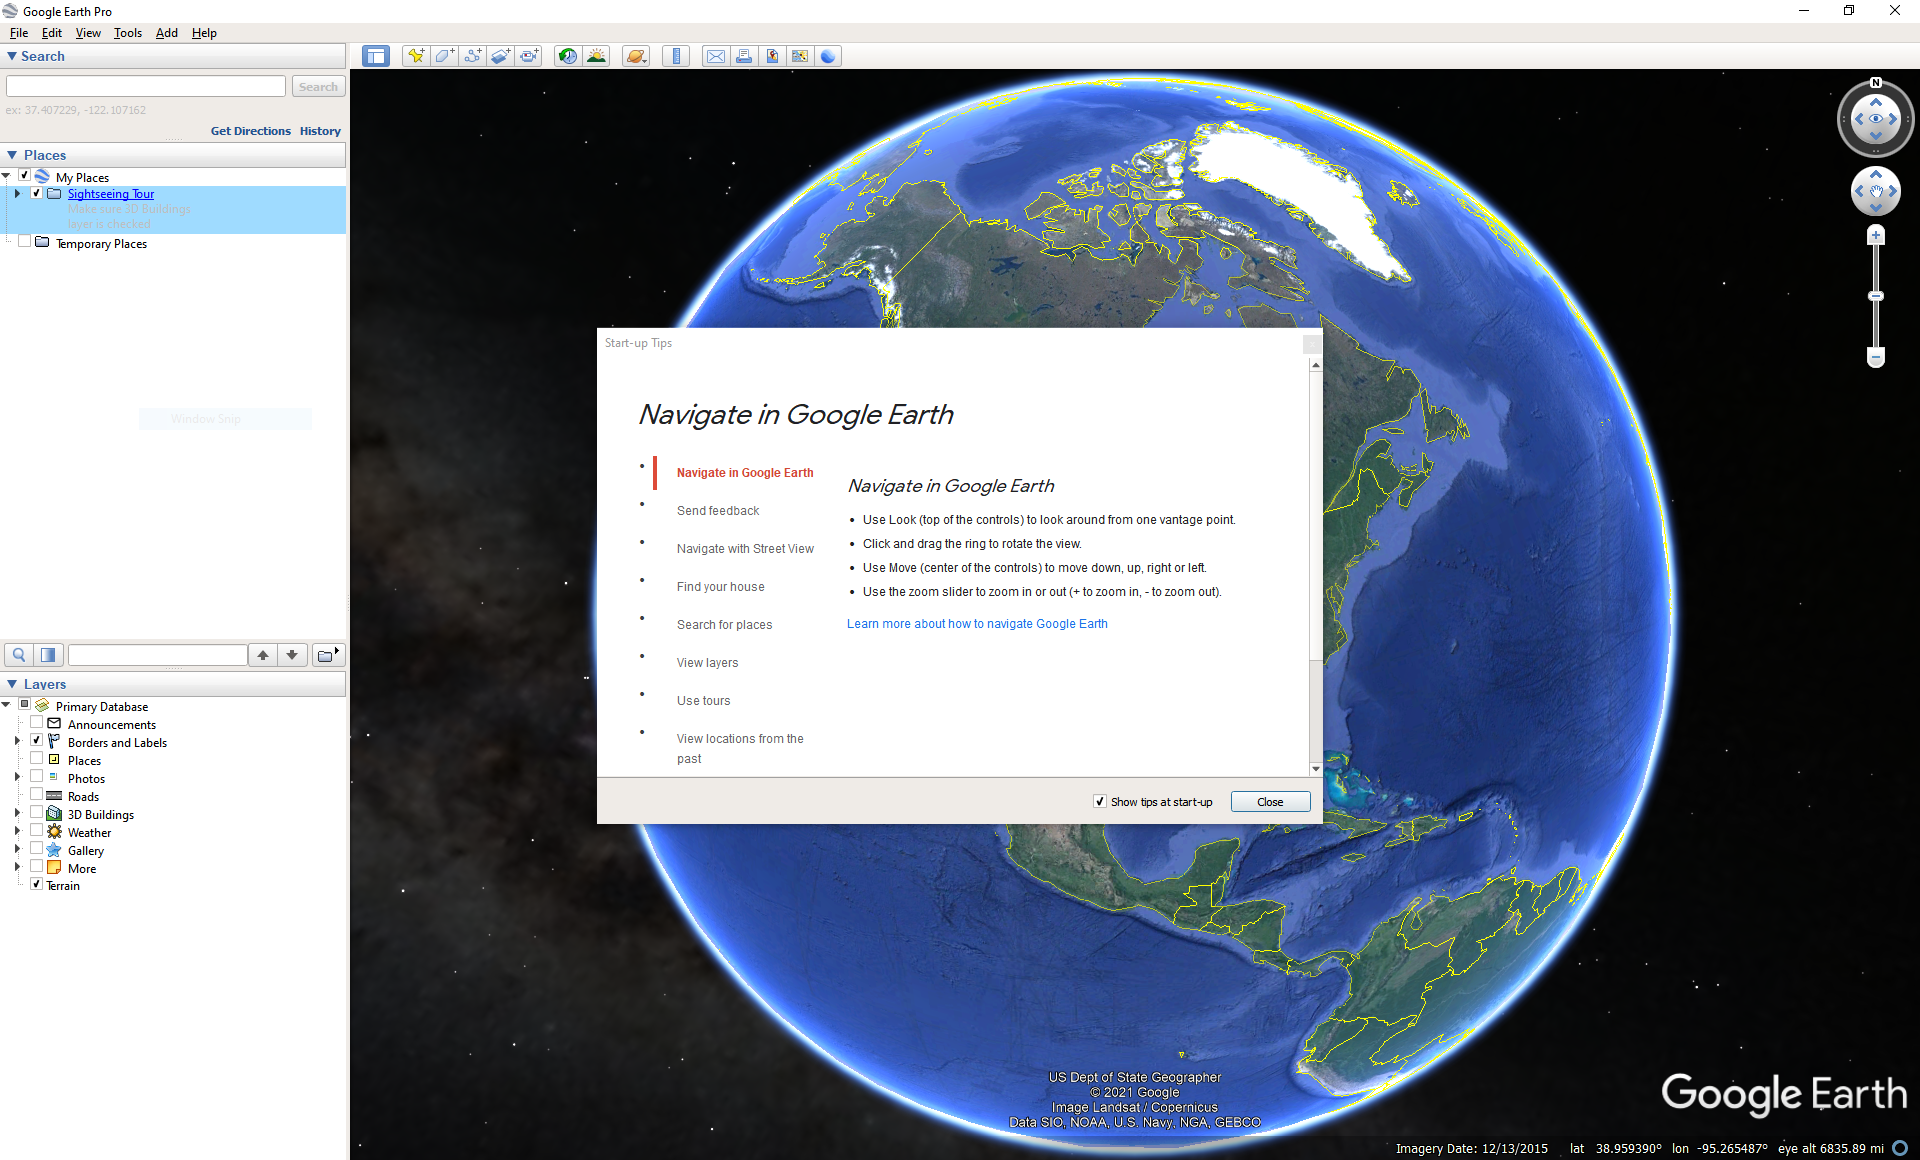 Google Earth Pro
File Edit View Tools Add Help
Search
Search
ex: 37.407229, -122.107162
Get Directions History
Places
My Places
Sightseeing Tour
Make sure 3D Buildings
layer is checked
Temporary Places
Window Snip
Layers
Primary Database
Announcements
Borders and Labels
Places
Photos
Roads
3D Buildings
Weather
Gallery
More
Terrain
N
Start-up Tips
Navigate in Google Earth
Navigate in Google Earth
Send feedback
Navigate with Street View
Find your house
Search for places
View layers
Use tours
View locations from the
past
Navigate in Google Earth
• Use Look (top of the controls) to look around from one vantage point.
• Click and drag the ring to rotate the view.
• Use Move (center of the controls) to move down, up, right or left.
• Use the zoom slider to zoom in or out (+ to zoom in, - to zoom out).
Learn more about how to navigate Google Earth
Show tips at start-up Close
US Dept of State Geographer
© 2021 Google
Image Landsat / Copernicus
Data SIO, NOAA, U.S. Navy, NGA, GEBCO
Google Earth
Imagery Date: 12/13/2015 lat 38.959390° lon -95.265487° eye alt 6835.89 mi